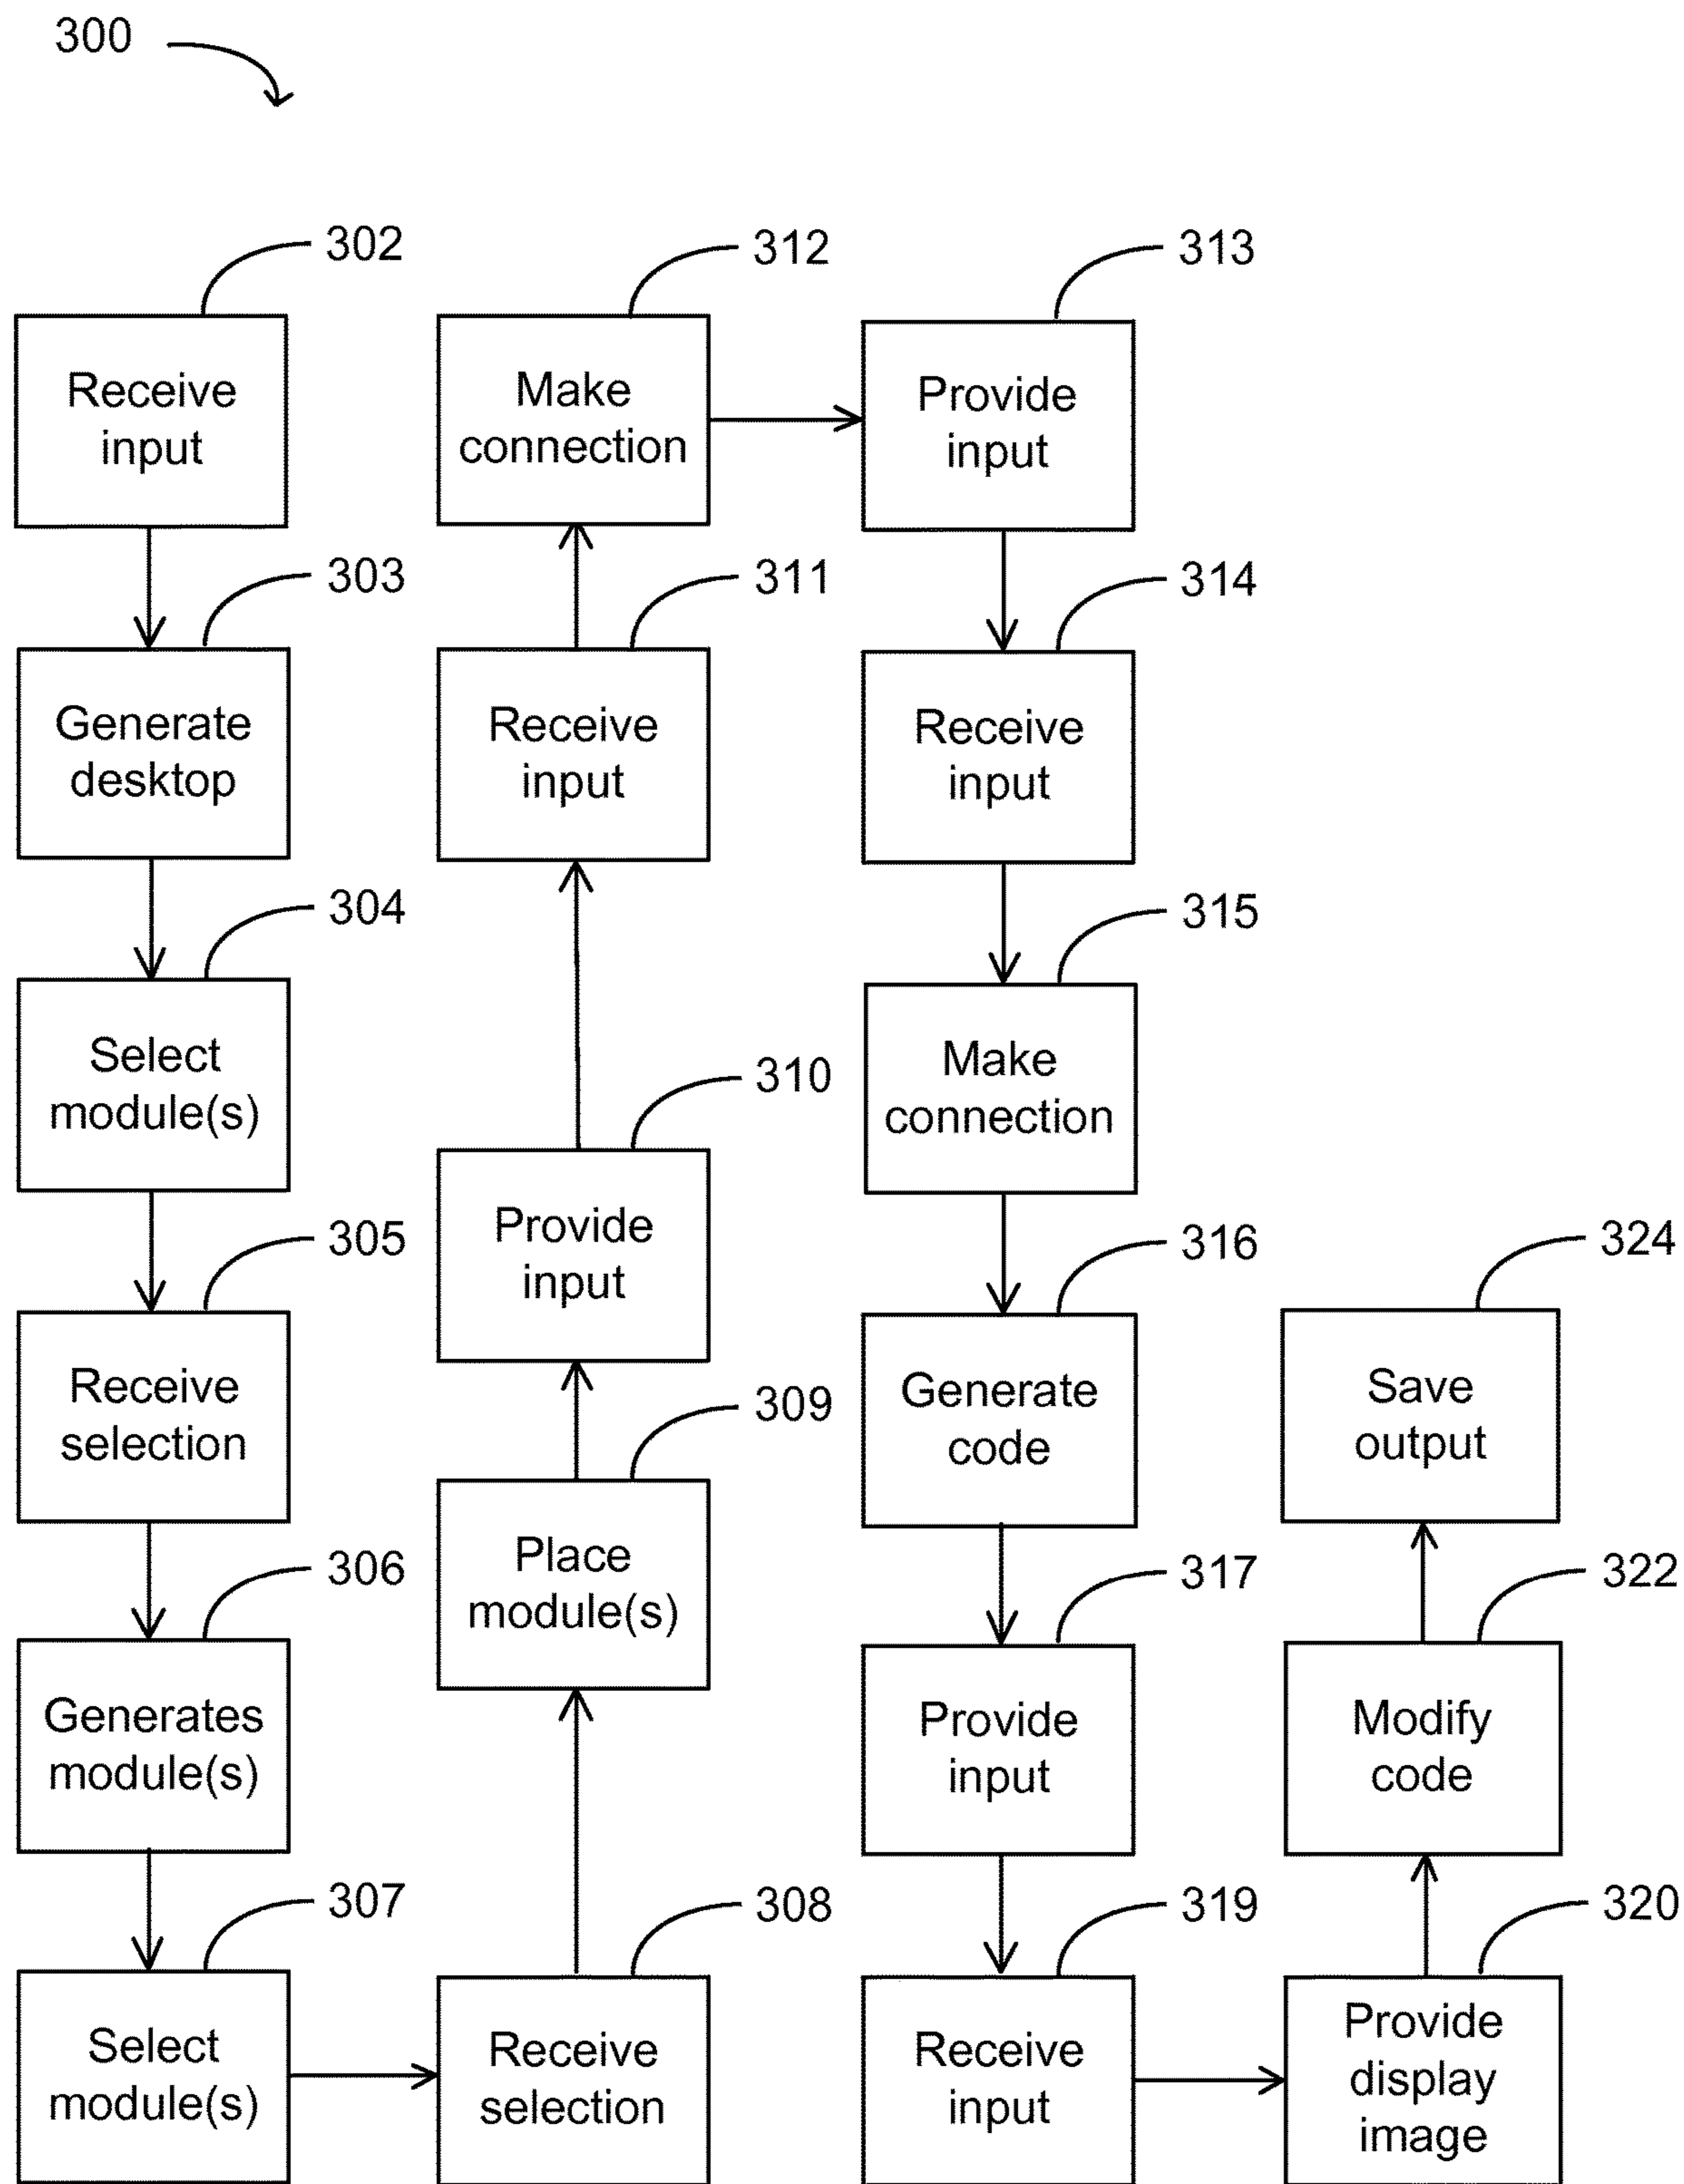 300
302
Receive
input
303
Generate
desktop
304
Select
module(s)
305
Receive
selection
306
Generates
module(s)
307
Select
module(s)
308
Receive
selection
309
Place
module(s)
310
Provide
input
311
Receive
input
312
Make
connection
313
Provide
input
314
Receive
input
315
Make
connection
316
Generate
code
317
Provide
input
319
Receive
input
320
Provide
display
image
322
Modify
code
324
Save
output